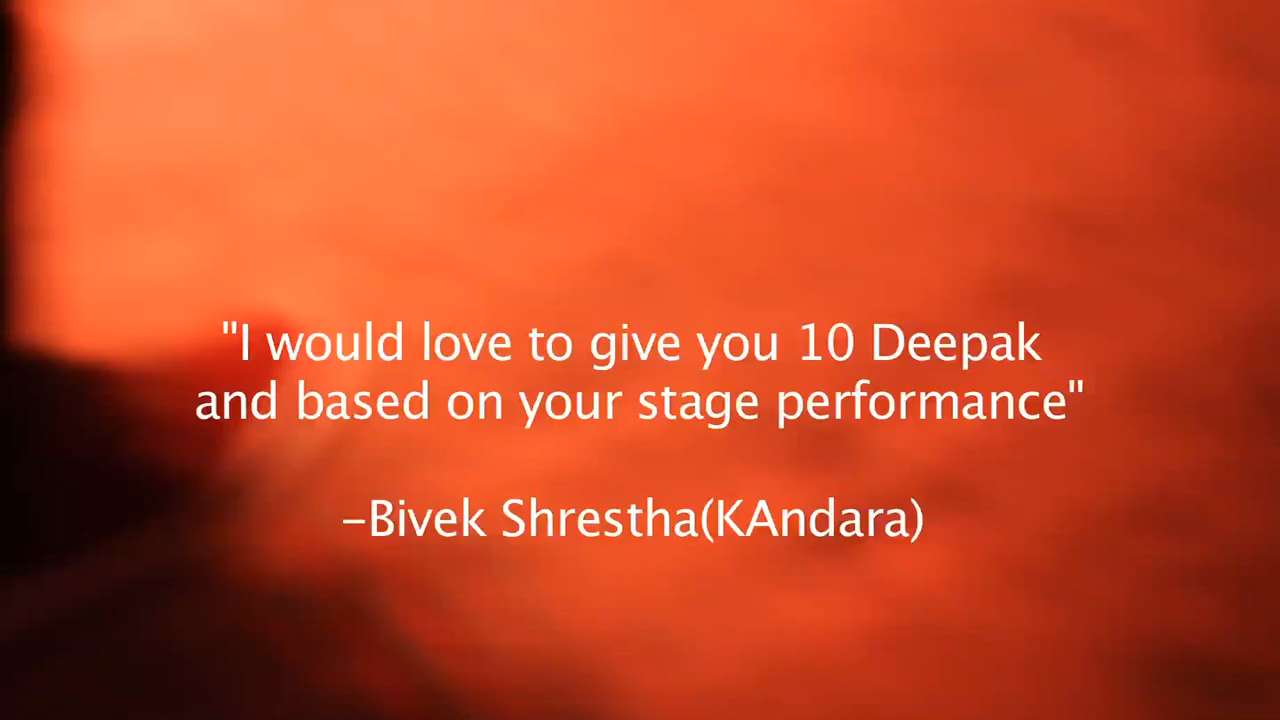 "I would love to give you 10 Deepak
and based on your stage performance"
–Bivek Shrestha(KAndara)